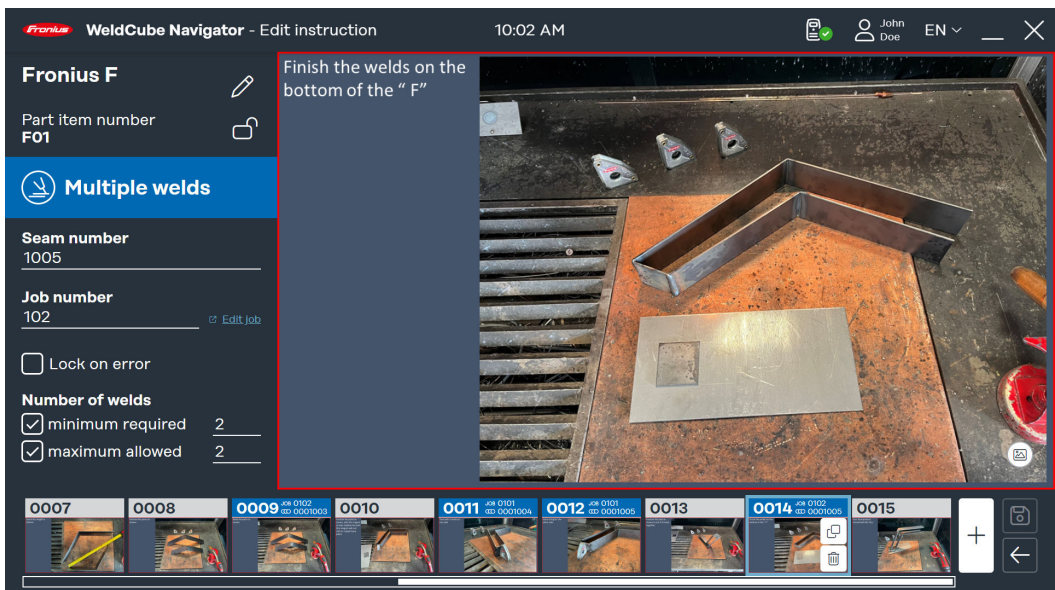 Fronius WeldCube Navigator - Edit instruction 10:02 AM John Doe EN
Fronius F
Part item number
F01
Multiple welds
Seam number
1005
Job number
102 Edit job
Lock on error
Number of welds
minimum required 2
maximum allowed 2
Finish the welds on the
bottom of the “ F”
0007
0008
0009 JOB 0102 0001003
0010
0011 JOB 0101 0001004
0012 JOB 0101 0001005
0013
0014 JOB 0102 0001005
0015